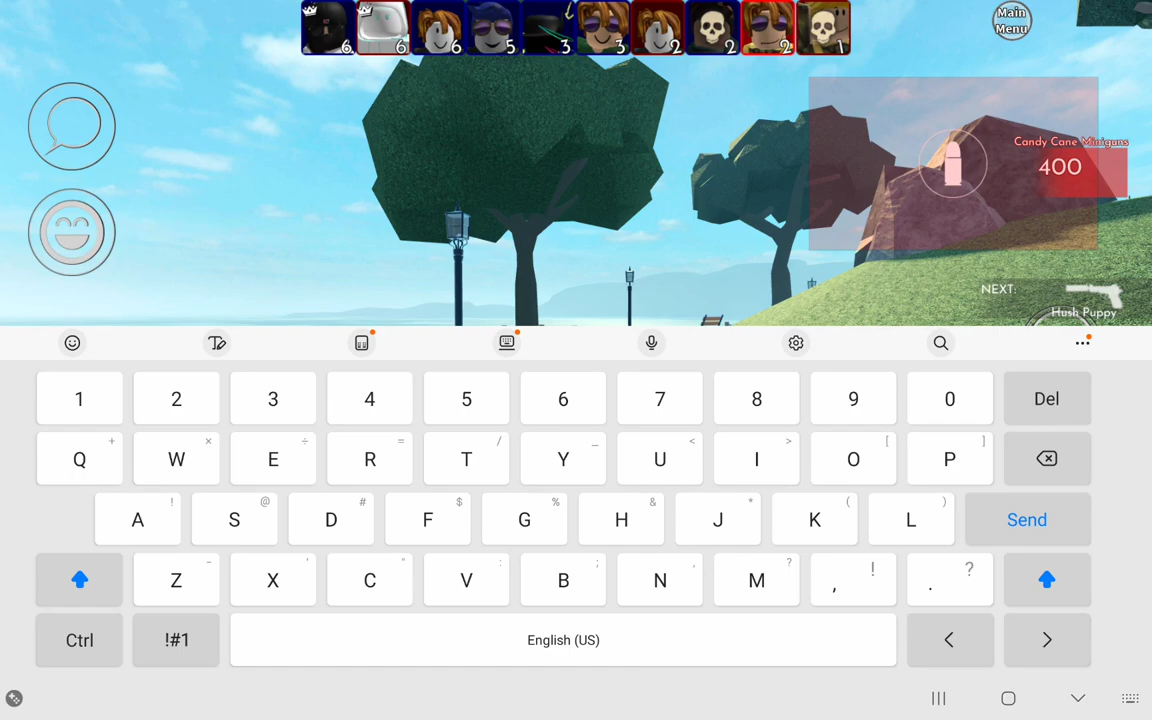 6 6 6 5 3 3 2 2 2 1
Main
Menu
Candy Cane Miniguns
400
NEXT:
Hush Puppy
1 2 3 4 5 6 7 8 9 0 Del
+ × ÷ = / _ < > [ ]
Q W E R T Y U I O P
! @ # $ % & * ( )
A S D F G H J K L Send
- ' " : ; , ? ! ?
Z X C V B N M , .
Ctrl !#1 English (US) < >